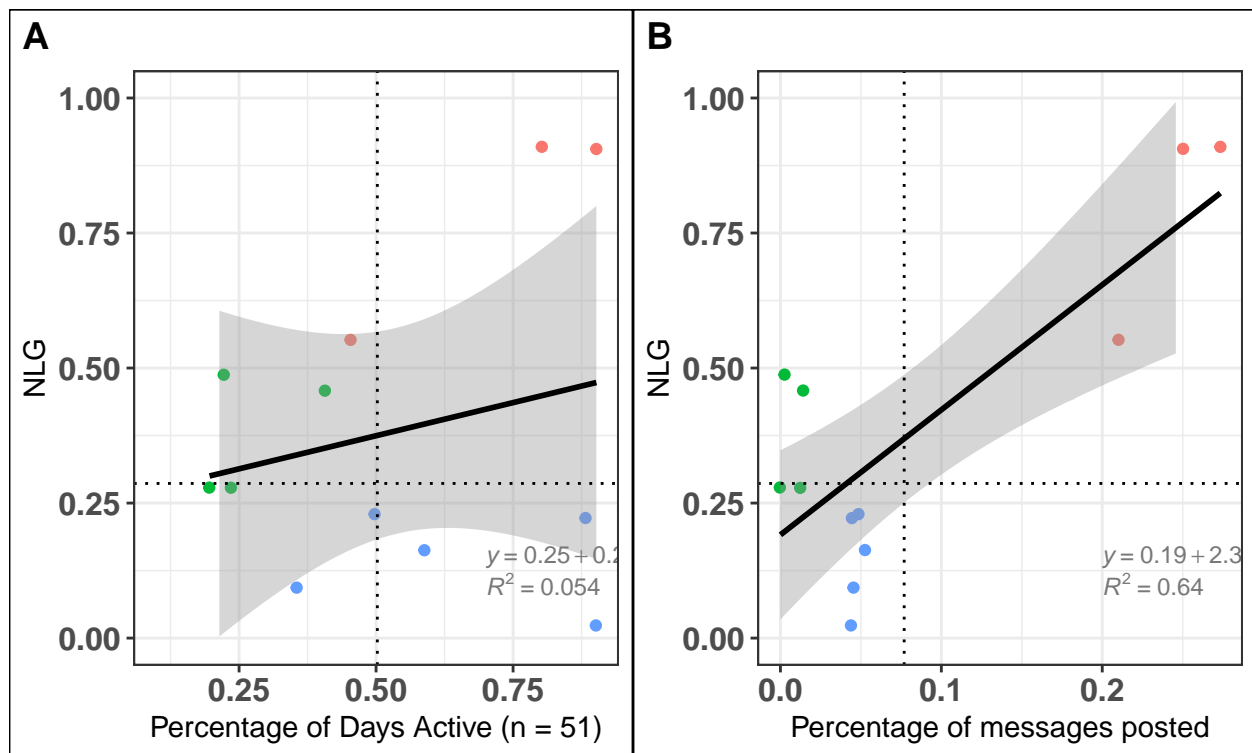 A
1.00
0.75
0.50
0.25
0.00
NLG
y = 0.25 + 0.2
R² = 0.054
0.25 0.50 0.75
Percentage of Days Active (n = 51)
B
1.00
0.75
0.50
0.25
0.00
NLG
y = 0.19 + 2.3
R² = 0.64
0.0 0.1 0.2
Percentage of messages posted